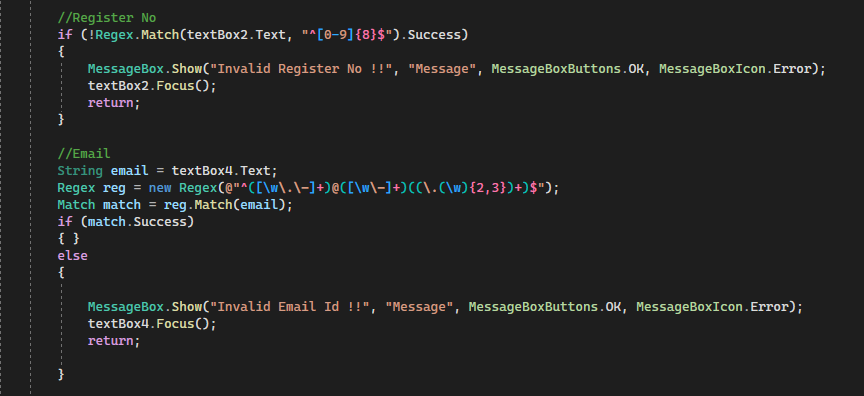 //Register No
if (!Regex.Match(textBox2.Text, "^[0-9]{8}$").Success)
{
MessageBox.Show("Invalid Register No !!", "Message", MessageBoxButtons.OK, MessageBoxIcon.Error);
textBox2.Focus();
return;
}
//Email
String email = textBox4.Text;
Regex reg = new Regex(@"^([\w\.\-]+)@([\w\-]+)((\.(\w){2,3})+)$");
Match match = reg.Match(email);
if (match.Success)
{ }
else
{
MessageBox.Show("Invalid Email Id !!", "Message", MessageBoxButtons.OK, MessageBoxIcon.Error);
textBox4.Focus();
return;
}